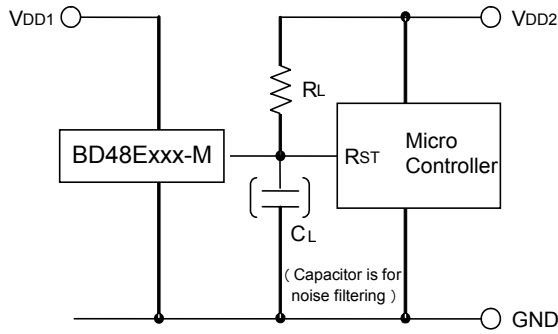 VDD1
VDD2
RL
BD48Exxx-M
RST
Micro
Controller
CL
( Capacitor is for
noise filtering )
GND